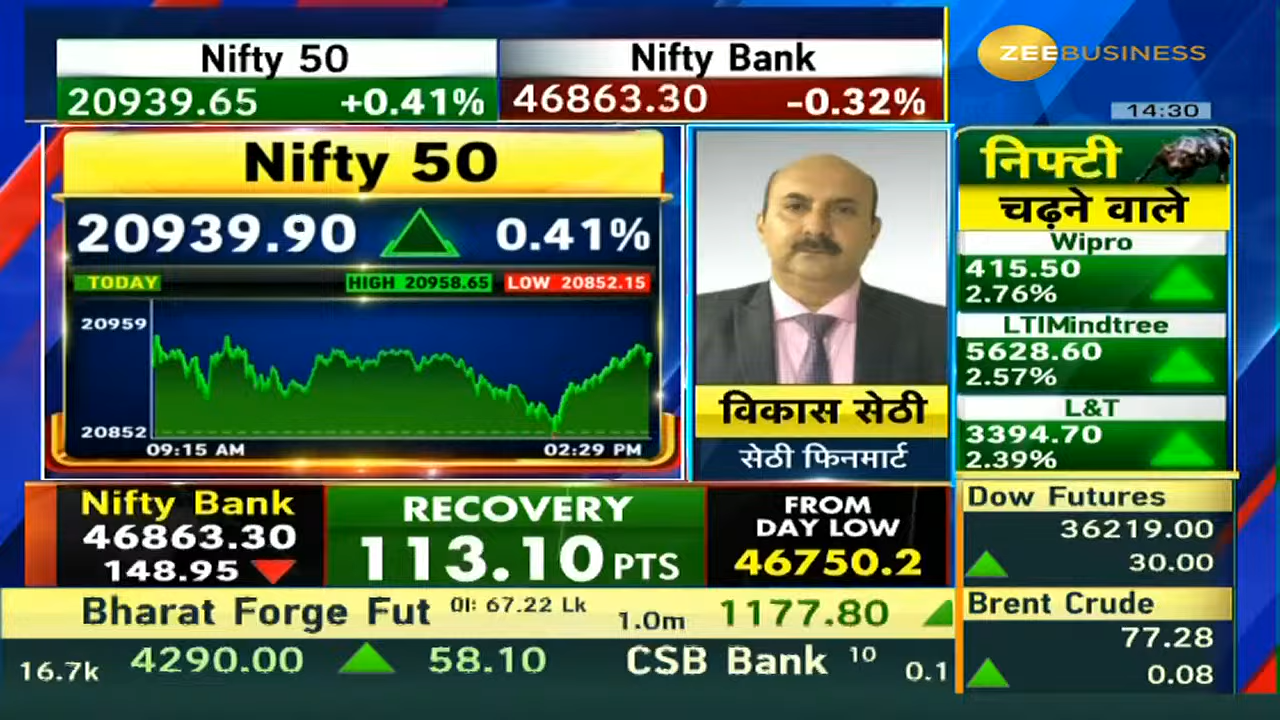 Nifty 50
20939.65 +0.41%
Nifty Bank
46863.30 -0.32%
ZEEBUSINESS
14:30
Nifty 50
20939.90 0.41%
TODAY HIGH 20958.65 LOW 20852.15
20959
20852
09:15 AM 02:29 PM
विकास सेठी
सेठी फिनमार्ट
निफ्टी
चढ़ने वाले
Wipro
415.50
2.76%
LTIMindtree
5628.60
2.57%
L&T
3394.70
2.39%
Nifty Bank
46863.30
148.95
RECOVERY
113.10 PTS
FROM
DAY LOW
46750.2
Dow Futures
36219.00
30.00
Brent Crude
77.28
0.08
Bharat Forge Fut OI: 67.22 Lk 1.0m 1177.80
16.7k 4290.00 58.10 CSB Bank 10 0.1